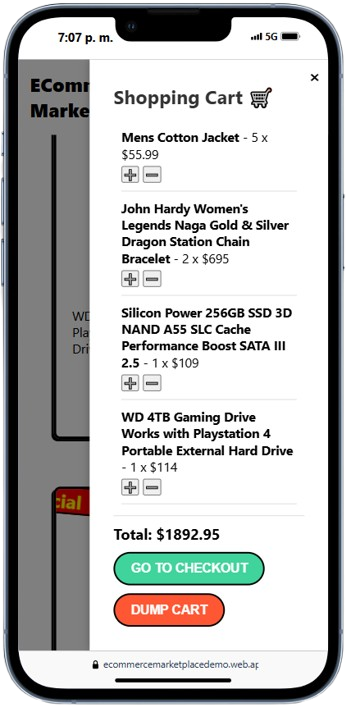 7:07 p. m.
5G
EComm
Marke
×
Shopping Cart
Mens Cotton Jacket - 5 x
$55.99
John Hardy Women's
Legends Naga Gold & Silver
Dragon Station Chain
Bracelet - 2 x $695
Silicon Power 256GB SSD 3D
NAND A55 SLC Cache
Performance Boost SATA III
2.5 - 1 x $109
WD
Pla
Dri
WD 4TB Gaming Drive
Works with Playstation 4
Portable External Hard Drive
- 1 x $114
cial
Total: $1892.95
GO TO CHECKOUT
DUMP CART
ecommercemarketplacedemo.web.ap